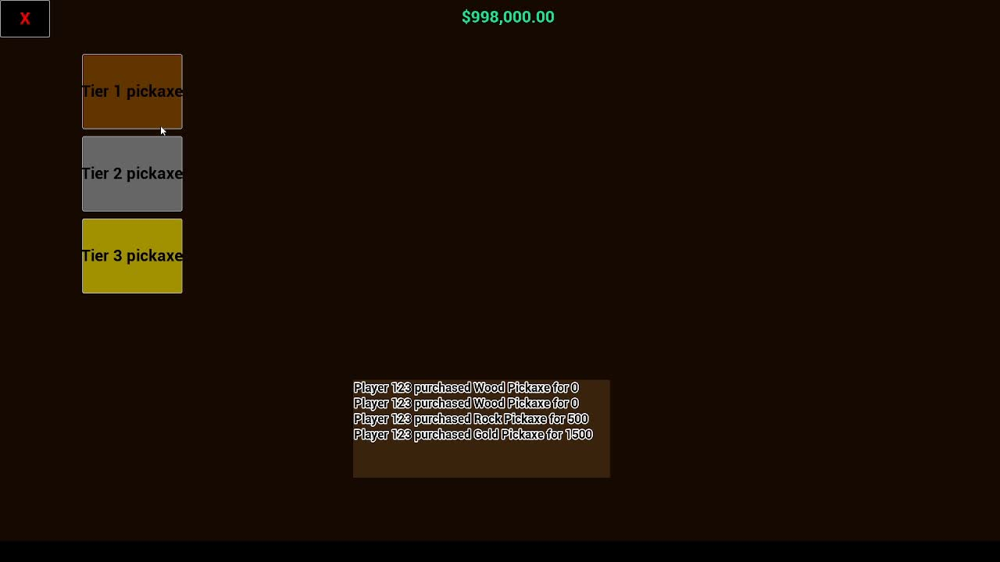 X
$998,000.00
Tier 1 pickaxe
Tier 2 pickaxe
Tier 3 pickaxe
Player 123 purchased Wood Pickaxe for 0
Player 123 purchased Wood Pickaxe for 0
Player 123 purchased Rock Pickaxe for 500
Player 123 purchased Gold Pickaxe for 1500